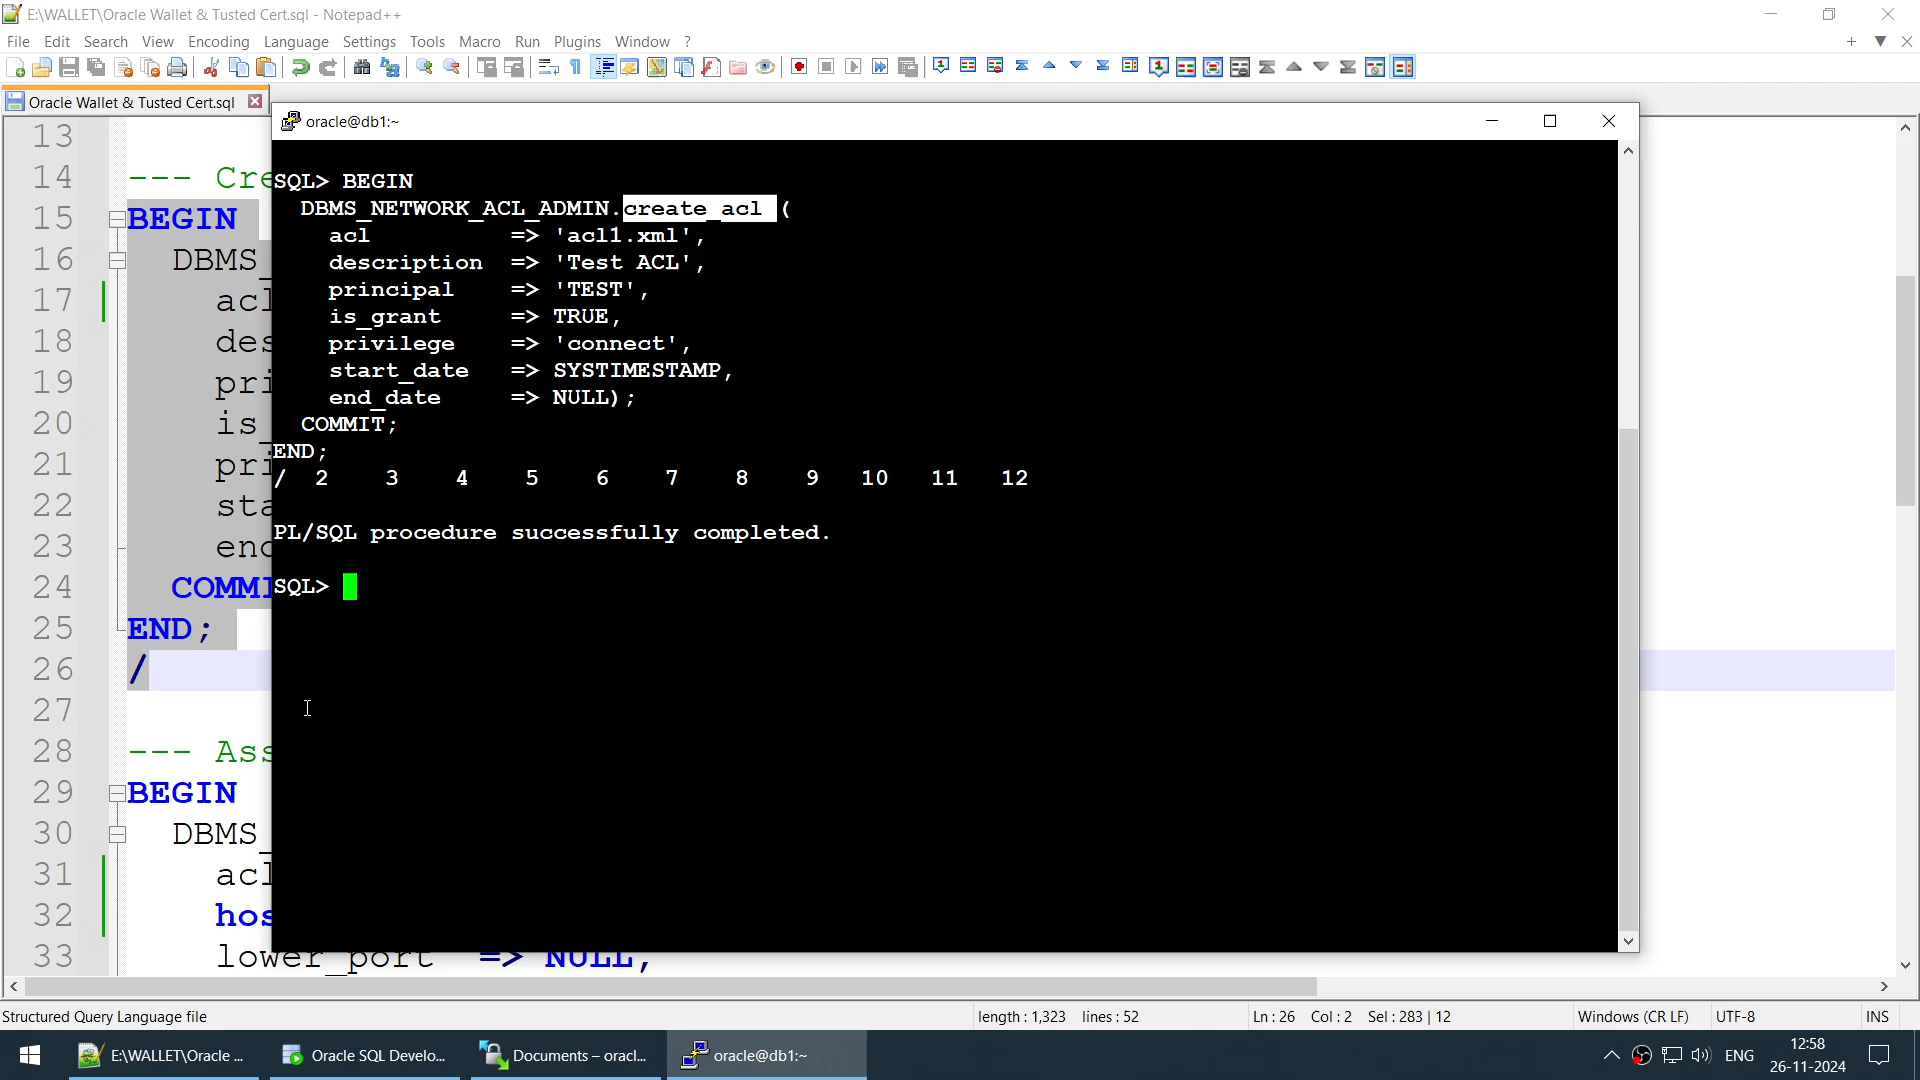 E:\WALLET\Oracle Wallet & Tusted Cert.sql - Notepad++
File Edit Search View Encoding Language Settings Tools Macro Run Plugins Window ?
Oracle Wallet & Tusted Cert.sql
oracle@db1:~
13
14 --- Cre
15 BEGIN
16 DBMS_
17 acl
18 des
19 pri
20 is_
21 pri
22 sta
23 end
24 COMMI
25 END;
26 /
27
28 --- Ass
29 BEGIN
30 DBMS_
31 acl
32 hos
33 lower_port => NULL,
SQL> BEGIN
DBMS_NETWORK_ACL_ADMIN.create_acl (
acl => 'acl1.xml',
description => 'Test ACL',
principal => 'TEST',
is_grant => TRUE,
privilege => 'connect',
start_date => SYSTIMESTAMP,
end_date => NULL);
COMMIT;
END;
/ 2 3 4 5 6 7 8 9 10 11 12
PL/SQL procedure successfully completed.
SQL>
Structured Query Language file length : 1,323 lines : 52 Ln : 26 Col : 2 Sel : 283 | 12 Windows (CR LF) UTF-8 INS
E:\WALLET\Oracle ... Oracle SQL Develo... Documents – oracl... oracle@db1:~ ENG 12:58
26-11-2024